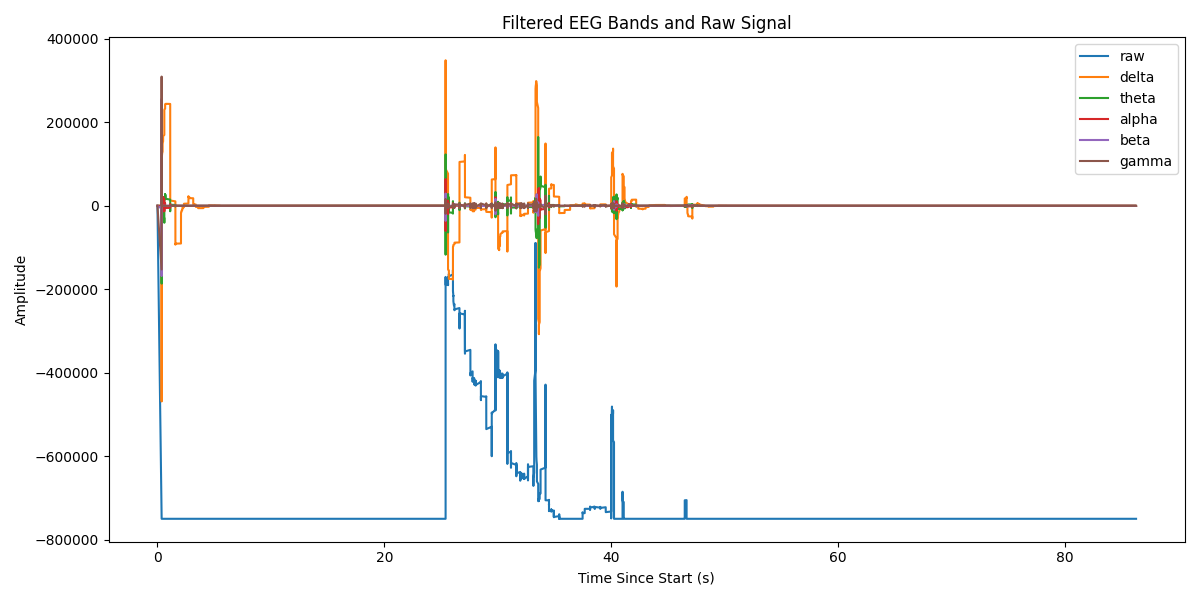 Filtered EEG Bands and Raw Signal
400000
200000
0
−200000
−400000
−600000
−800000
Amplitude
0
20
40
60
80
Time Since Start (s)
raw
delta
theta
alpha
beta
gamma